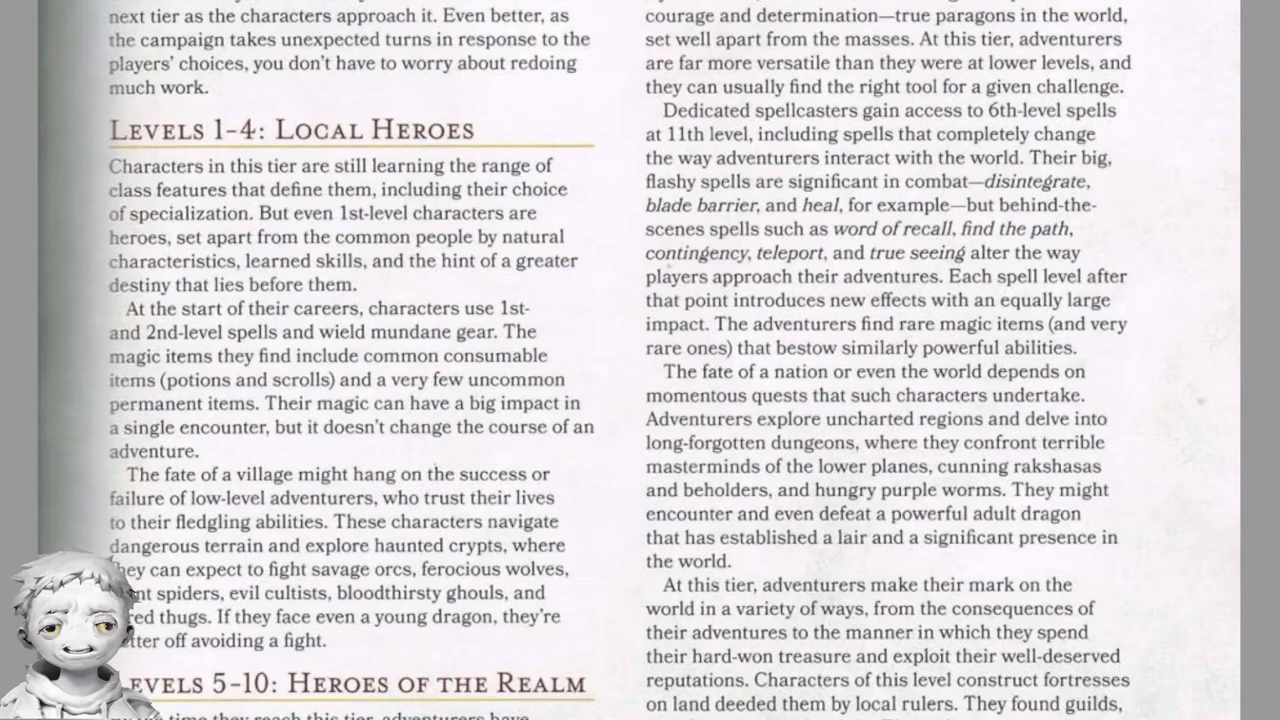 next tier as the characters approach it. Even better, as
the campaign takes unexpected turns in response to the
players' choices, you don't have to worry about redoing
much work.
LEVELS 1–4: LOCAL HEROES
Characters in this tier are still learning the range of
class features that define them, including their choice
of specialization. But even 1st-level characters are
heroes, set apart from the common people by natural
characteristics, learned skills, and the hint of a greater
destiny that lies before them.
At the start of their careers, characters use 1st-
and 2nd-level spells and wield mundane gear. The
magic items they find include common consumable
items (potions and scrolls) and a very few uncommon
permanent items. Their magic can have a big impact in
a single encounter, but it doesn't change the course of an
adventure.
The fate of a village might hang on the success or
failure of low-level adventurers, who trust their lives
to their fledgling abilities. These characters navigate
dangerous terrain and explore haunted crypts, where
they can expect to fight savage orcs, ferocious wolves,
spiders, evil cultists, bloodthirsty ghouls, and
thugs. If they face even a young dragon, they're
better off avoiding a fight.
LEVELS 5–10: HEROES OF THE REALM
time they reach this tier, adventurers have
courage and determination—true paragons in the world,
set well apart from the masses. At this tier, adventurers
are far more versatile than they were at lower levels, and
they can usually find the right tool for a given challenge.
Dedicated spellcasters gain access to 6th-level spells
at 11th level, including spells that completely change
the way adventurers interact with the world. Their big,
flashy spells are significant in combat—disintegrate,
blade barrier, and heal, for example—but behind-the-
scenes spells such as word of recall, find the path,
contingency, teleport, and true seeing alter the way
players approach their adventures. Each spell level after
that point introduces new effects with an equally large
impact. The adventurers find rare magic items (and very
rare ones) that bestow similarly powerful abilities.
The fate of a nation or even the world depends on
momentous quests that such characters undertake.
Adventurers explore uncharted regions and delve into
long-forgotten dungeons, where they confront terrible
masterminds of the lower planes, cunning rakshasas
and beholders, and hungry purple worms. They might
encounter and even defeat a powerful adult dragon
that has established a lair and a significant presence in
the world.
At this tier, adventurers make their mark on the
world in a variety of ways, from the consequences of
their adventures to the manner in which they spend
their hard-won treasure and exploit their well-deserved
reputations. Characters of this level construct fortresses
on land deeded them by local rulers. They found guilds,